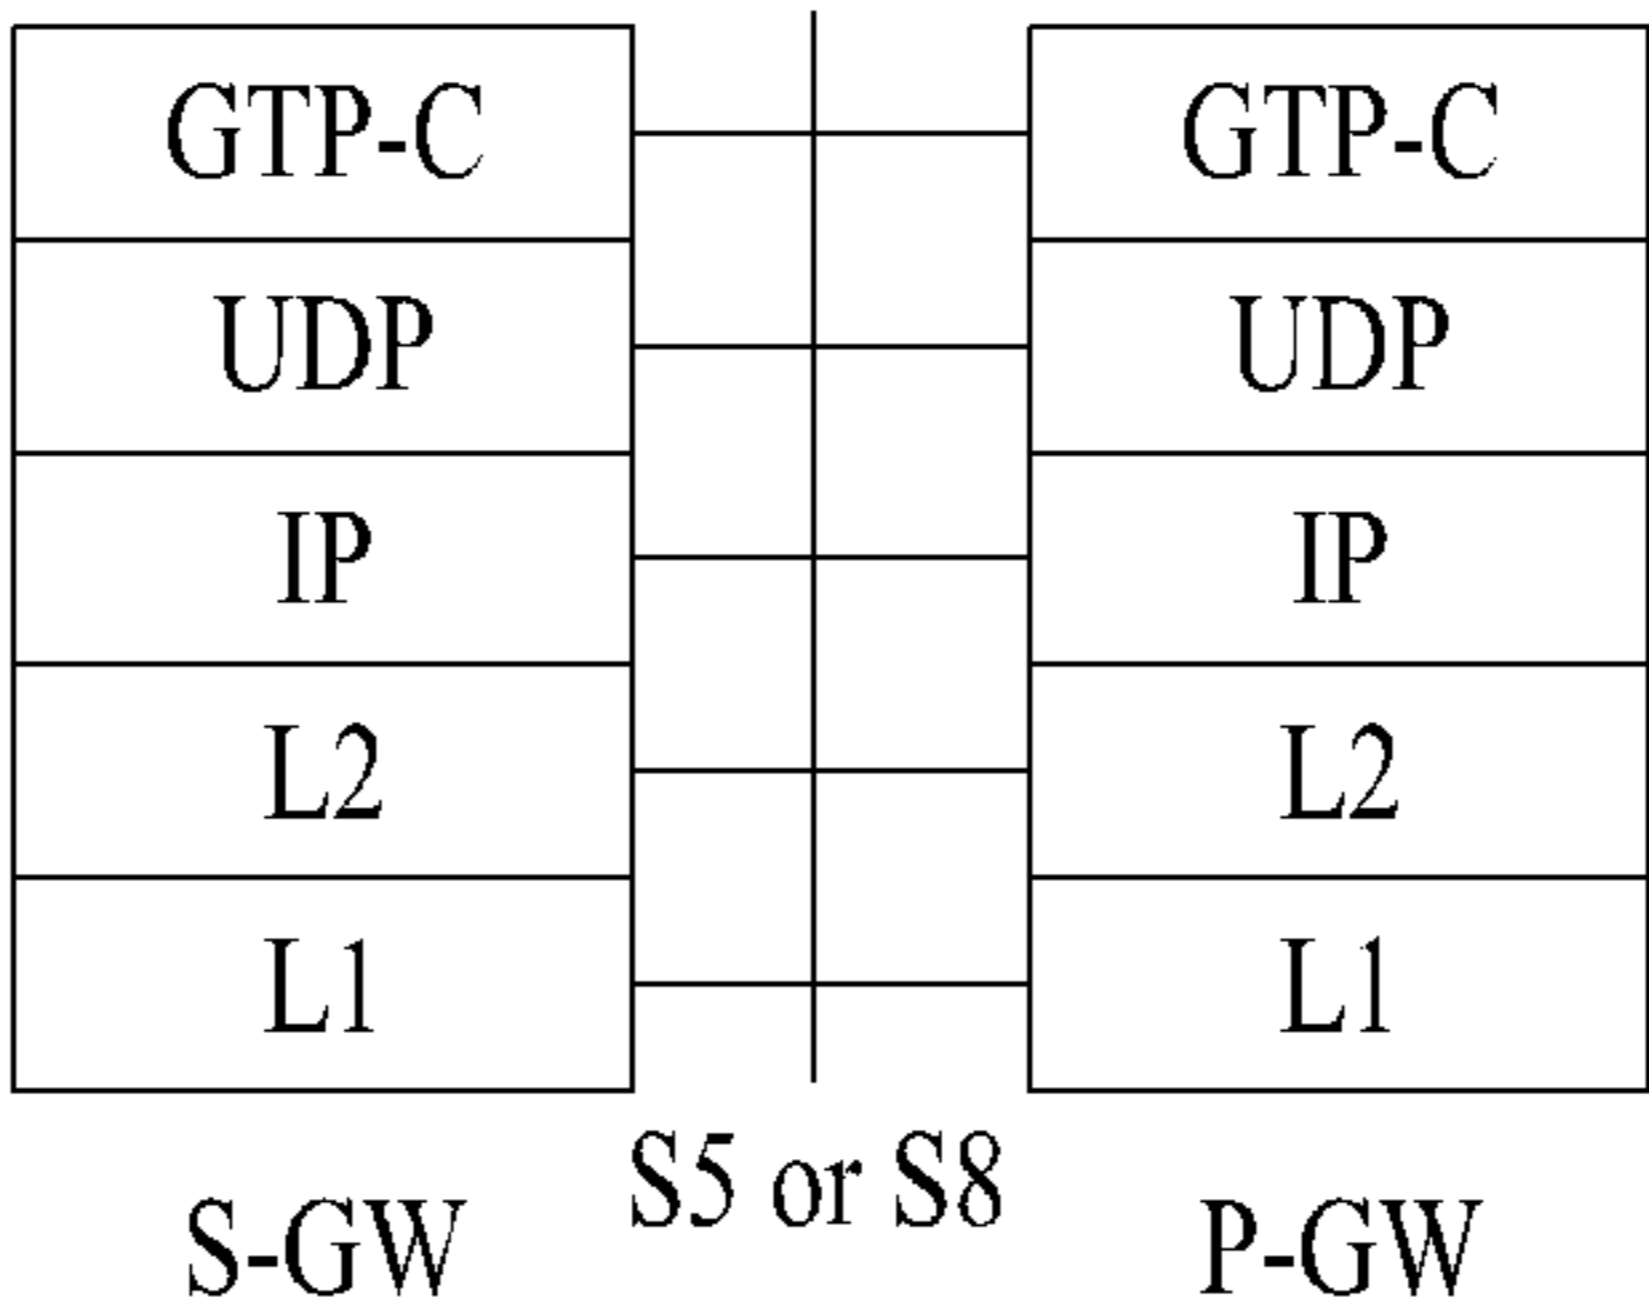 GTP-C GTP-C
UDP UDP
IP IP
L2 L2
L1 L1
S5 or S8
S-GW P-GW